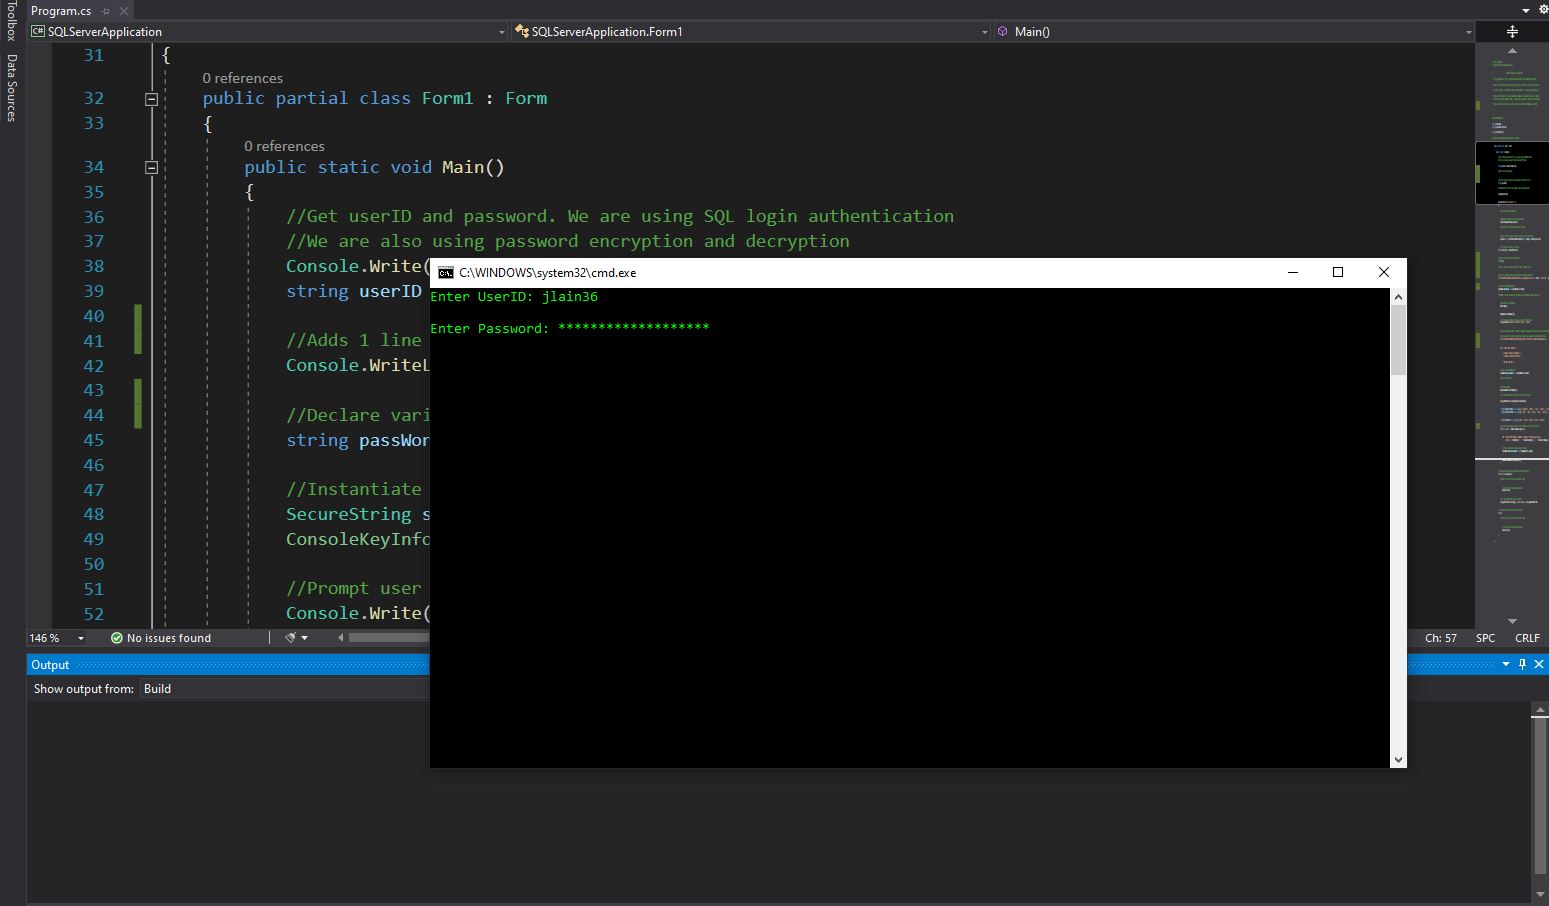 Toolbox
Data Sources
Program.cs
C# SQLServerApplication
SQLServerApplication.Form1
Main()
31 {
0 references
32 public partial class Form1 : Form
33 {
0 references
34 public static void Main()
35 {
36 //Get userID and password. We are using SQL login authentication
37 //We are also using password encryption and decryption
38 Console.Write(
39 string userID
40
41 //Adds 1 line
42 Console.WriteL
43
44 //Declare vari
45 string passWor
46
47 //Instantiate
48 SecureString s
49 ConsoleKeyInfo
50
51 //Prompt user
52 Console.Write(
C:\WINDOWS\system32\cmd.exe
Enter UserID: jlain36
Enter Password: *******************
146 %
No issues found
Ch: 57
SPC
CRLF
Output
Show output from: Build